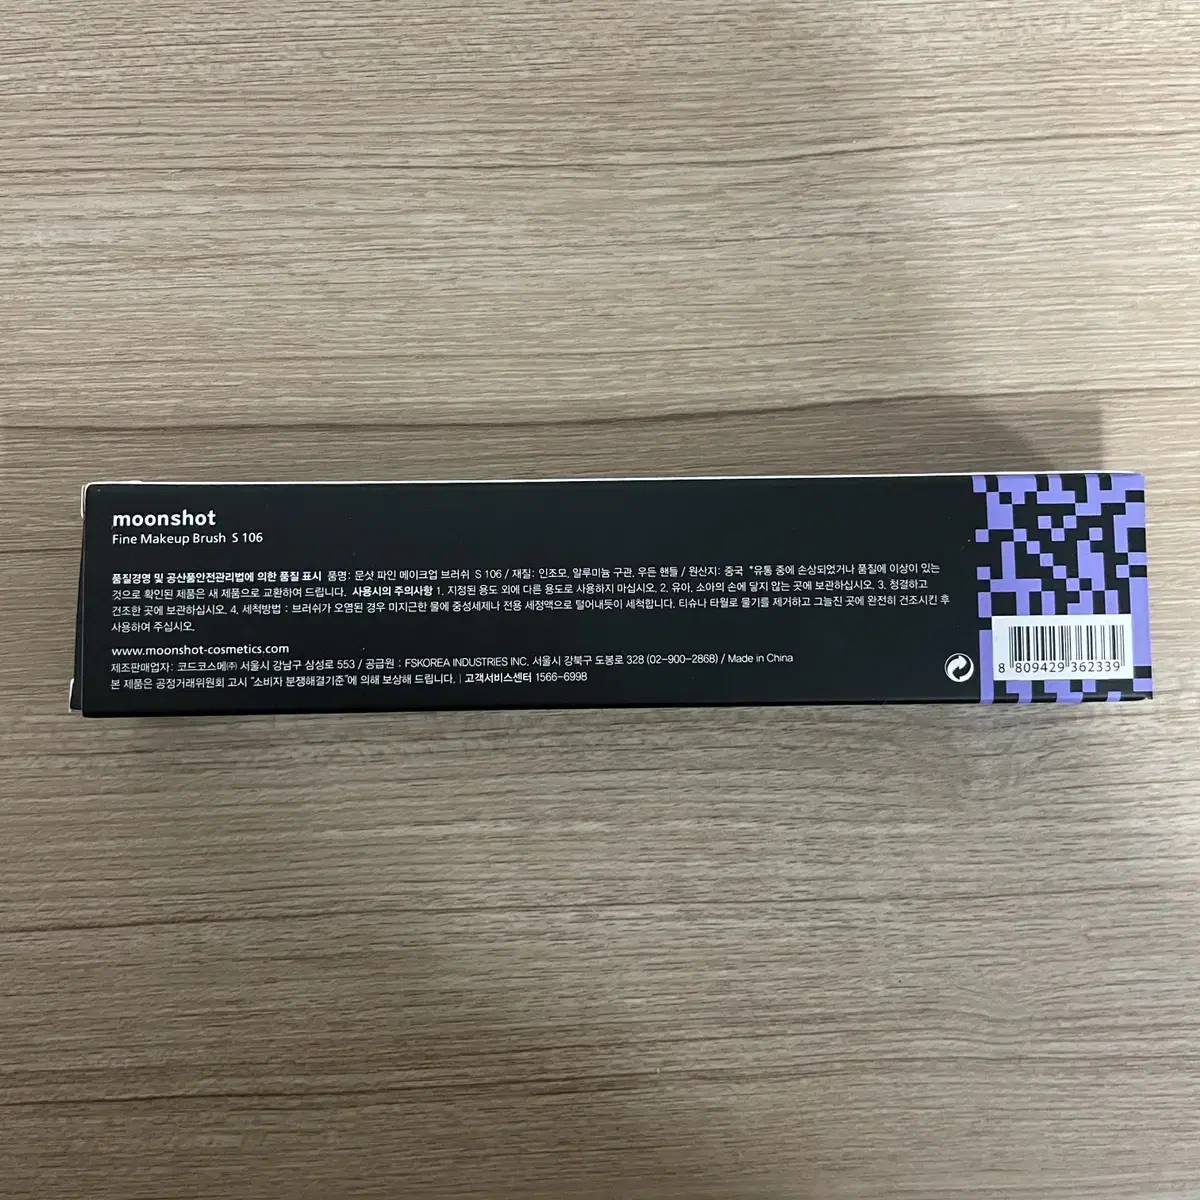 moonshot
Fine Makeup Brush S 106
품질경영 및 공산품안전관리법에 의한 품질 표시 품명: 문샷 파인 메이크업 브러쉬 S 106 / 재질: 인조모, 알루미늄 구관, 우든 핸들 / 원산지: 중국 *유통 중에 손상되었거나 품질에 이상이 있는
것으로 확인된 제품은 새 제품으로 교환하여 드립니다. 사용시의 주의사항 1. 지정된 용도 외에 다른 용도로 사용하지 마십시오. 2. 유아, 소아의 손에 닿지 않는 곳에 보관하십시오. 3. 청결하고
건조한 곳에 보관하십시오. 4. 세척방법 : 브러쉬가 오염된 경우 미지근한 물에 중성세제나 전용 세정액으로 털어내듯이 세척합니다. 티슈나 타월로 물기를 제거하고 그늘진 곳에 완전히 건조시킨 후
사용하여 주십시오.
www.moonshot-cosmetics.com
제조판매업자: 코드코스메㈜ 서울시 강남구 삼성로 553 / 공급원 : FSKOREA INDUSTRIES INC. 서울시 강북구 도봉로 328 (02-900-2868) / Made in China
본 제품은 공정거래위원회 고시 "소비자 분쟁해결기준"에 의해 보상해 드립니다. | 고객서비스센터 1566-6998
8 809429 362339